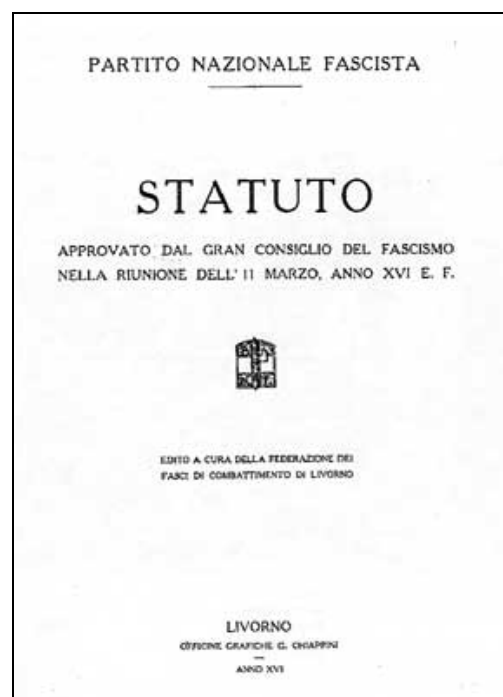 PARTITO NAZIONALE FASCISTA
STATUTO
APPROVATO DAL GRAN CONSIGLIO DEL FASCISMO
NELLA RIUNIONE DELL' 11 MARZO, ANNO XVI E. F.
EDITO A CURA DELLA FEDERAZIONE DEI
FASCI DI COMBATTIMENTO DI LIVORNO
LIVORNO
OFFICINE GRAFICHE G. CHIAPPINI
ANNO XVI